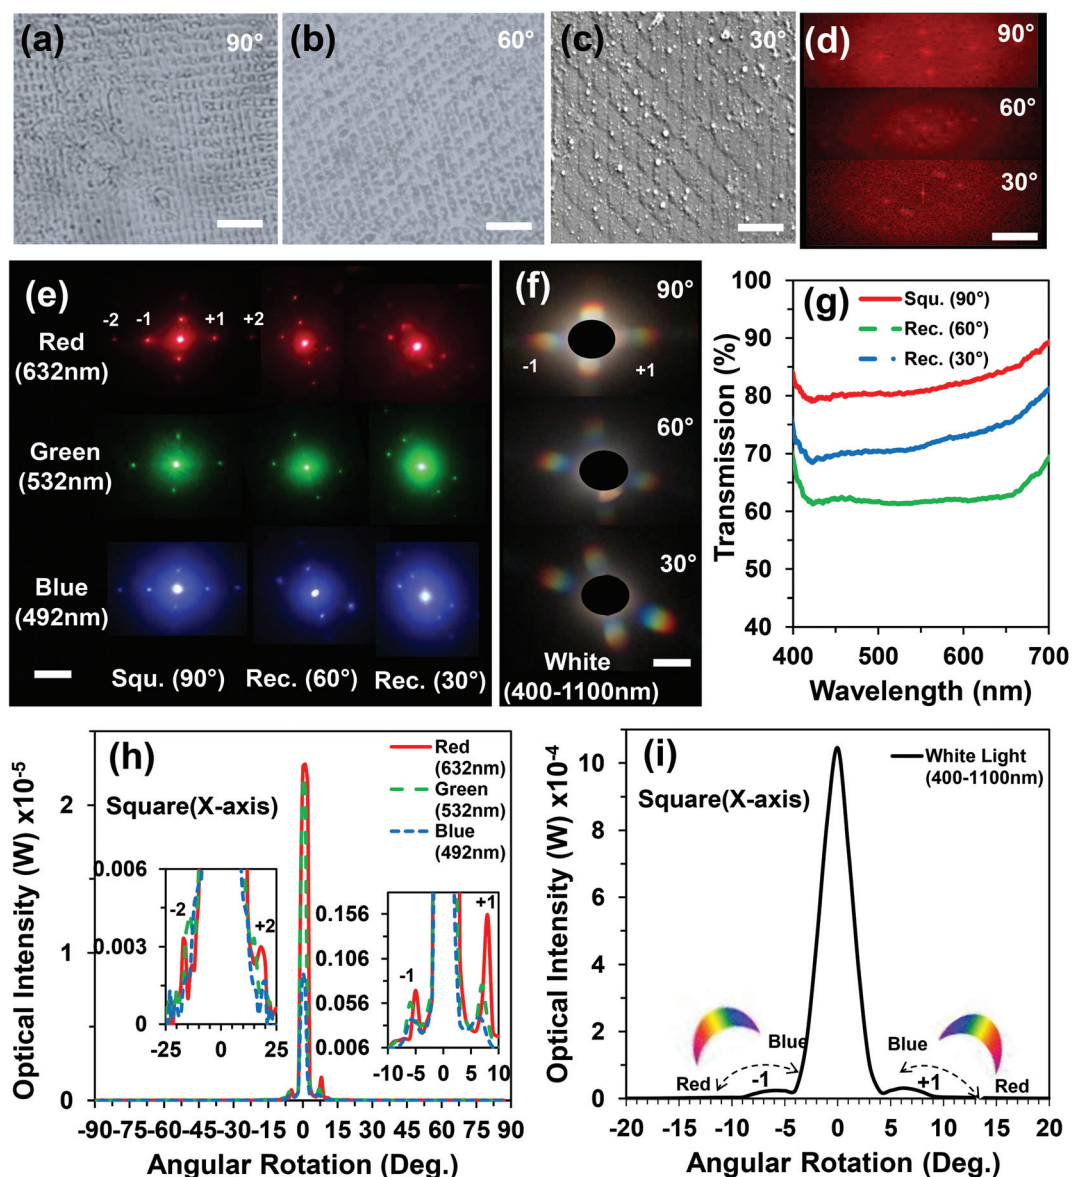 (a) 90°
(b) 60°
(c) 30°
(d) 90°
60°
30°
(e)
-2 -1 +1 +2
Red
(632nm)
Green
(532nm)
Blue
(492nm)
Squ. (90°) Rec. (60°) Rec. (30°)
(f) 90°
-1 +1
60°
30°
White
(400-1100nm)
(g)
Squ. (90°)
Rec. (60°)
Rec. (30°)
Transmission (%)
100
90
80
70
60
50
40
400 500 600 700
Wavelength (nm)
(h)
Red
(632nm)
Green
(532nm)
Blue
(492nm)
Square(X-axis)
Optical Intensity (W) x10-5
2
1
0
0.006
0.003
0
-2 +2
-25 0 25
0.156
0.106
0.056
0.006
-1 +1
-10 -5 0 5 10
-90 -75 -60 -45 -30 -15 0 15 30 45 60 75 90
Angular Rotation (Deg.)
(i)
White Light
(400-1100nm)
Square(X-axis)
Optical Intensity (W) x10-4
10
8
6
4
2
0
Blue Blue
Red -1 +1 Red
-20 -15 -10 -5 0 5 10 15 20
Angular Rotation (Deg.)